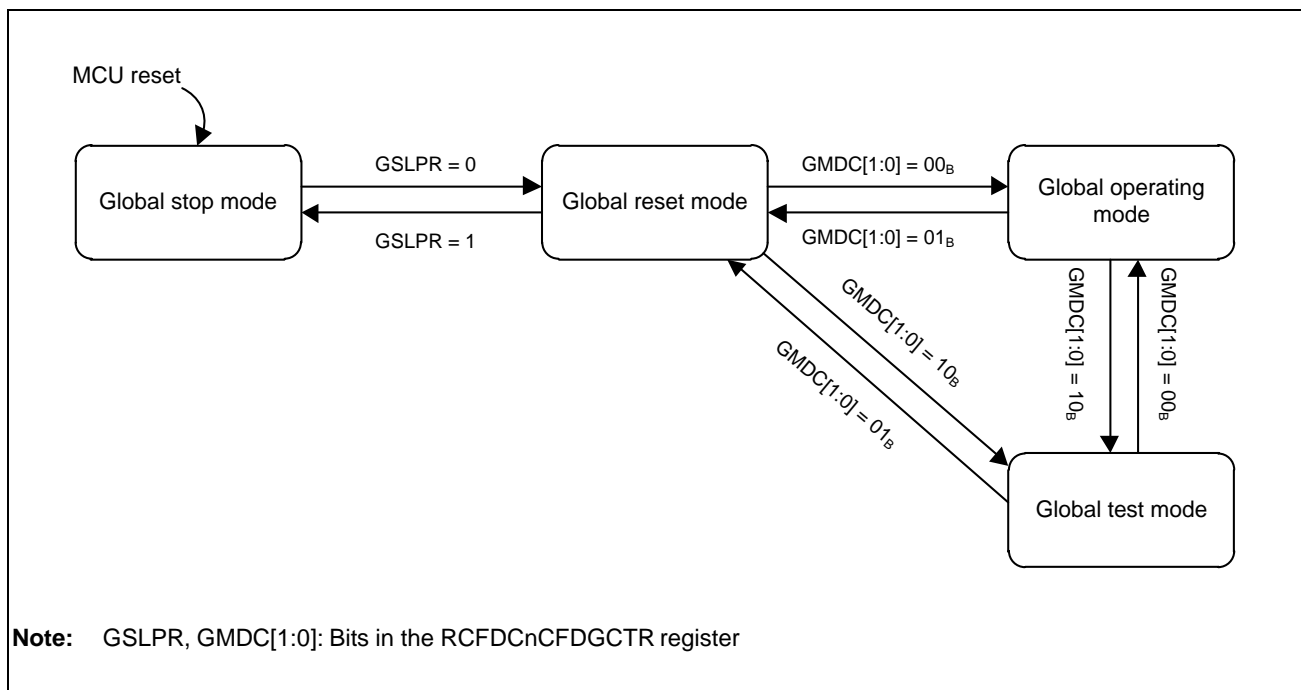 MCU reset
Global stop mode
GSLPR = 0
GSLPR = 1
Global reset mode
GMDC[1:0] = 00B
GMDC[1:0] = 01B
Global operating
mode
GMDC[1:0] = 10B
GMDC[1:0] = 01B
GMDC[1:0] = 10B
GMDC[1:0] = 00B
Global test mode
Note: GSLPR, GMDC[1:0]: Bits in the RCFDCnCFDGCTR register